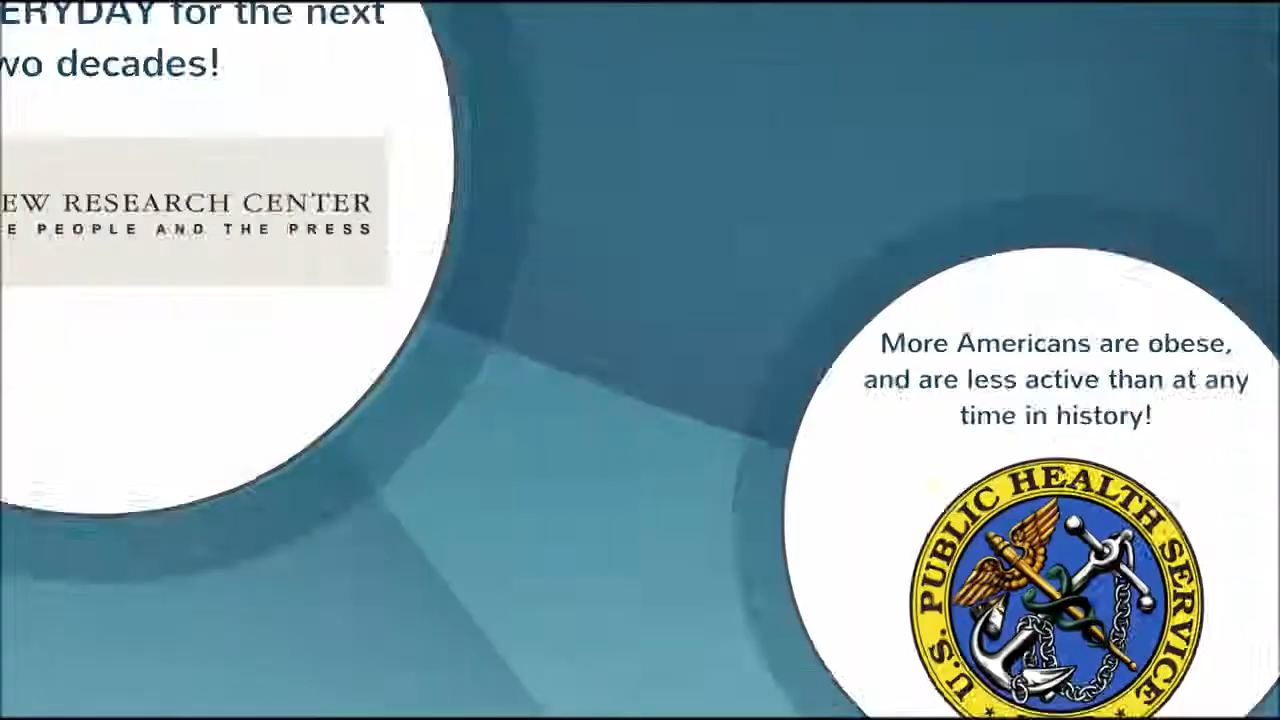 ERYDAY for the next
wo decades!
EW RESEARCH CENTER
E PEOPLE AND THE PRESS
More Americans are obese,
and are less active than at any
time in history!
U.S. PUBLIC HEALTH SERVICE